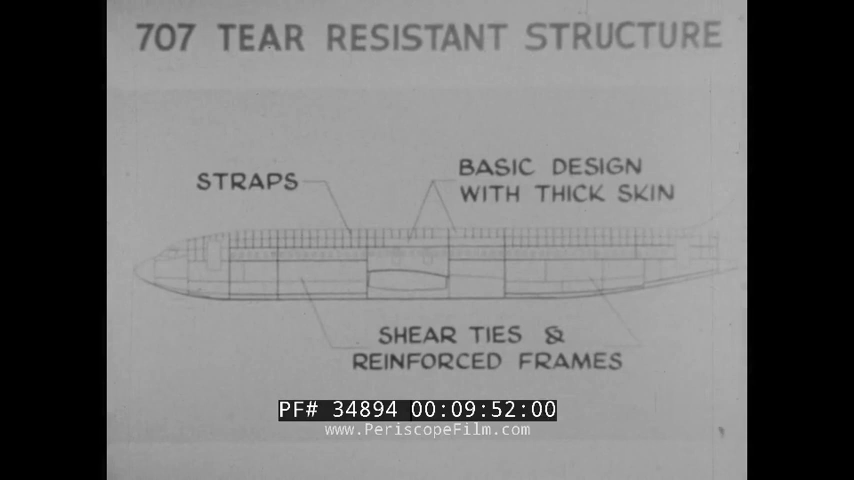 707 TEAR RESISTANT STRUCTURE
STRAPS
BASIC DESIGN
WITH THICK SKIN
SHEAR TIES &
REINFORCED FRAMES
PF# 34894 00:09:52:00
www.PeriscopeFilm.com